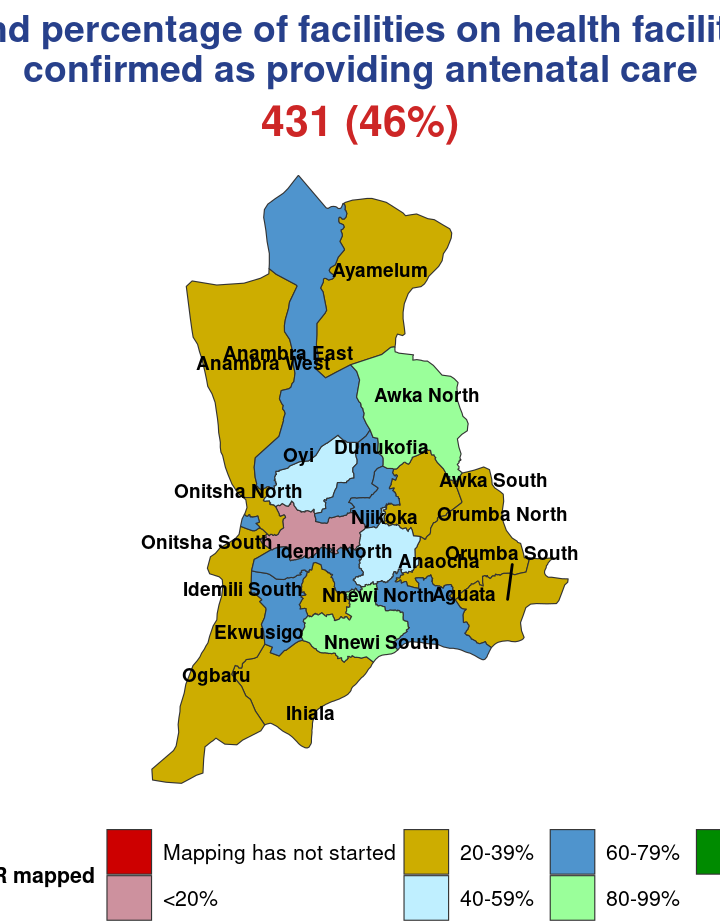 nd percentage of facilities on health facilit
confirmed as providing antenatal care
431 (46%)
Ayamelum
Anambra East
Anambra West
Awka North
Dunukofia
Oyi
Awka South
Onitsha North
Orumba North
Njikoka
Onitsha South
Idemili North
Orumba South
Anaocha
Idemili South
Nnewi North
Aguata
Ekwusigo
Nnewi South
Ogbaru
Ihiala
R mapped
Mapping has not started
20-39%
60-79%
<20%
40-59%
80-99%